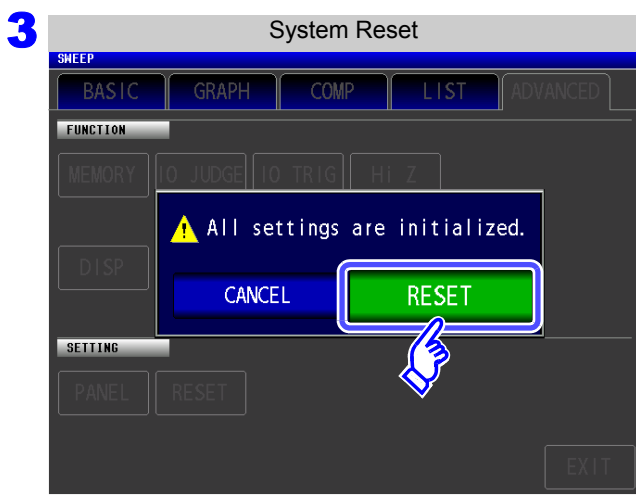 3
System Reset
SWEEP
BASIC GRAPH COMP LIST ADVANCED
FUNCTION
MEMORY IO JUDGE IO TRIG Hi Z
All settings are initialized.
DISP
CANCEL RESET
SETTING
PANEL RESET
EXIT